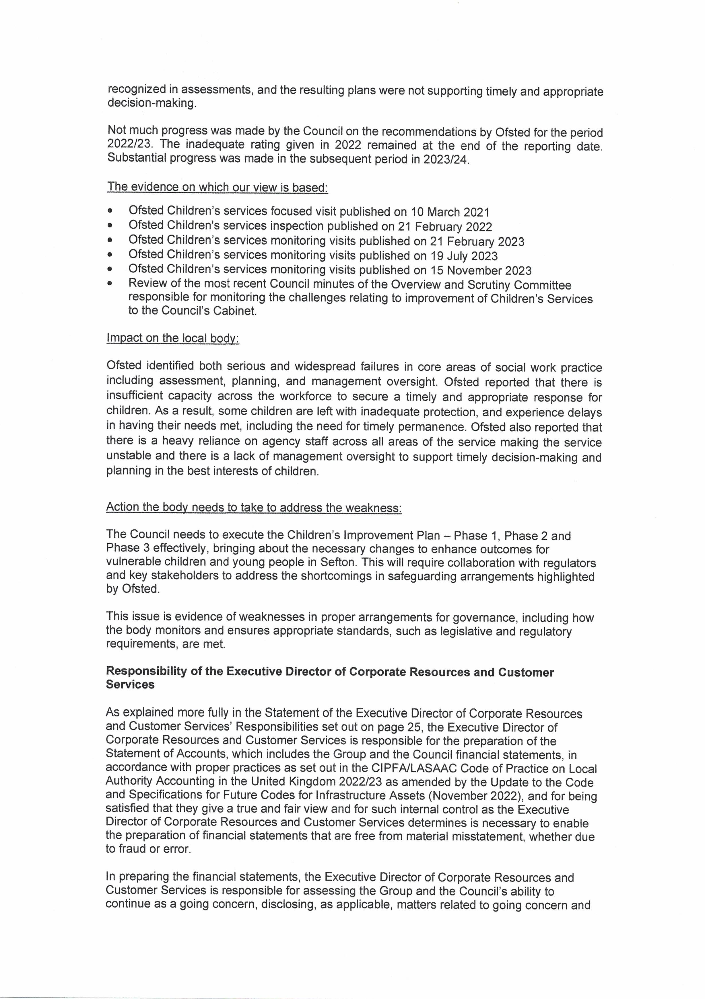 recognized in assessments, and the resulting plans were not supporting timely and appropriate
decision-making.
Not much progress was made by the Council on the recommendations by Ofsted for the period
2022/23. The inadequate rating given in 2022 remained at the end of the reporting date.
Substantial progress was made in the subsequent period in 2023/24.
The evidence on which our view is based:
• Ofsted Children's services focused visit published on 10 March 2021
• Ofsted Children's services inspection published on 21 February 2022
• Ofsted Children's services monitoring visits published on 21 February 2023
• Ofsted Children's services monitoring visits published on 19 July 2023
• Ofsted Children's services monitoring visits published on 15 November 2023
• Review of the most recent Council minutes of the Overview and Scrutiny Committee
responsible for monitoring the challenges relating to improvement of Children's Services
to the Council's Cabinet.
Impact on the local body:
Ofsted identified both serious and widespread failures in core areas of social work practice
including assessment, planning, and management oversight. Ofsted reported that there is
insufficient capacity across the workforce to secure a timely and appropriate response for
children. As a result, some children are left with inadequate protection, and experience delays
in having their needs met, including the need for timely permanence. Ofsted also reported that
there is a heavy reliance on agency staff across all areas of the service making the service
unstable and there is a lack of management oversight to support timely decision-making and
planning in the best interests of children.
Action the body needs to take to address the weakness:
The Council needs to execute the Children's Improvement Plan – Phase 1, Phase 2 and
Phase 3 effectively, bringing about the necessary changes to enhance outcomes for
vulnerable children and young people in Sefton. This will require collaboration with regulators
and key stakeholders to address the shortcomings in safeguarding arrangements highlighted
by Ofsted.
This issue is evidence of weaknesses in proper arrangements for governance, including how
the body monitors and ensures appropriate standards, such as legislative and regulatory
requirements, are met.
Responsibility of the Executive Director of Corporate Resources and Customer
Services
As explained more fully in the Statement of the Executive Director of Corporate Resources
and Customer Services' Responsibilities set out on page 25, the Executive Director of
Corporate Resources and Customer Services is responsible for the preparation of the
Statement of Accounts, which includes the Group and the Council financial statements, in
accordance with proper practices as set out in the CIPFA/LASAAC Code of Practice on Local
Authority Accounting in the United Kingdom 2022/23 as amended by the Update to the Code
and Specifications for Future Codes for Infrastructure Assets (November 2022), and for being
satisfied that they give a true and fair view and for such internal control as the Executive
Director of Corporate Resources and Customer Services determines is necessary to enable
the preparation of financial statements that are free from material misstatement, whether due
to fraud or error.
In preparing the financial statements, the Executive Director of Corporate Resources and
Customer Services is responsible for assessing the Group and the Council's ability to
continue as a going concern, disclosing, as applicable, matters related to going concern and